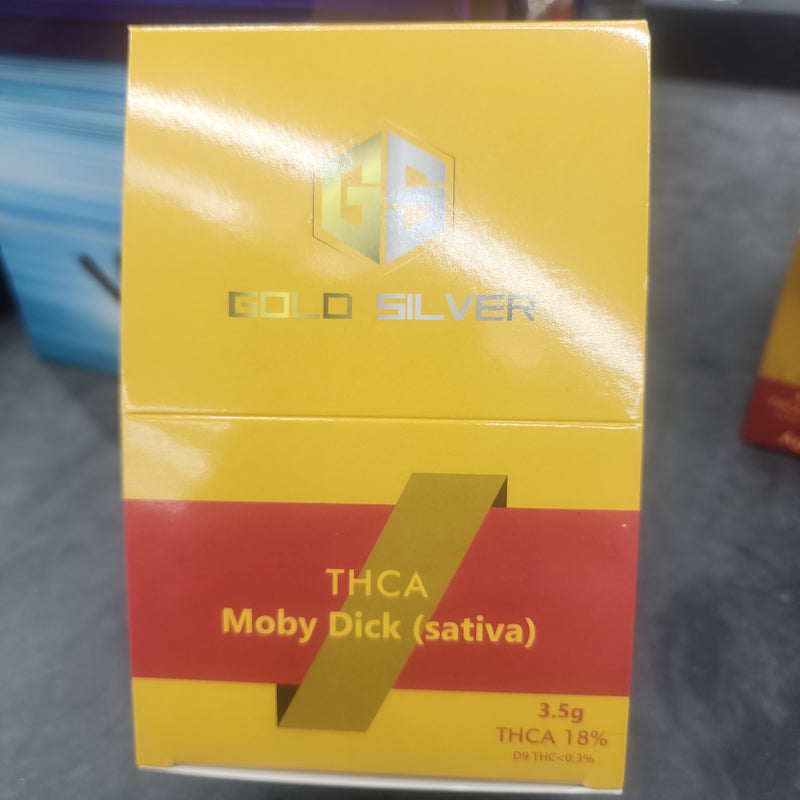 GS
GOLD SILVER
THCA
Moby Dick (sativa)
3.5g
THCA 18%
D9 THC<0.3%